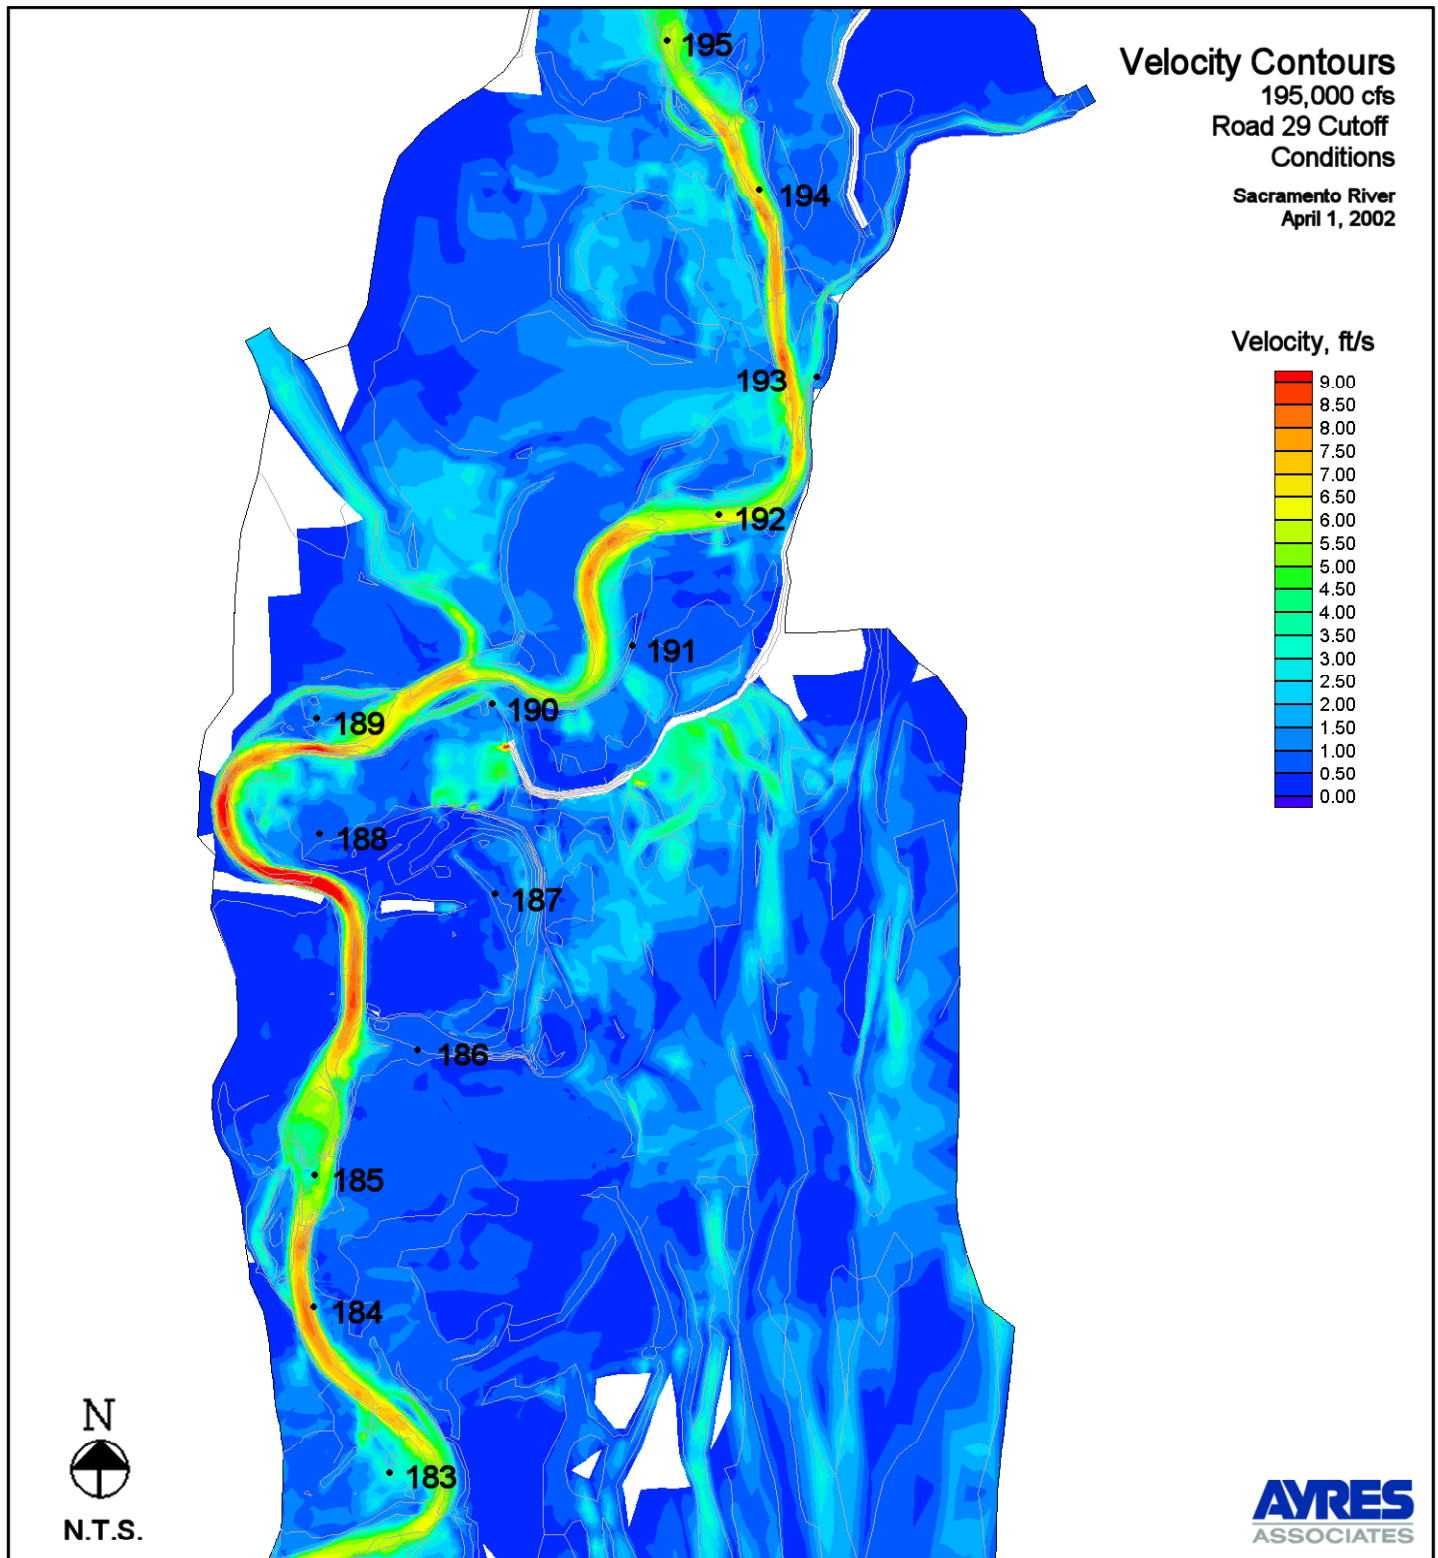 Velocity Contours
195,000 cfs
Road 29 Cutoff
Conditions
Sacramento River
April 1, 2002
Velocity, ft/s
9.00
8.50
8.00
7.50
7.00
6.50
6.00
5.50
5.00
4.50
4.00
3.50
3.00
2.50
2.00
1.50
1.00
0.50
0.00
195
194
193
192
191
190
189
188
187
186
185
184
183
N
N.T.S.
AYRES
ASSOCIATES